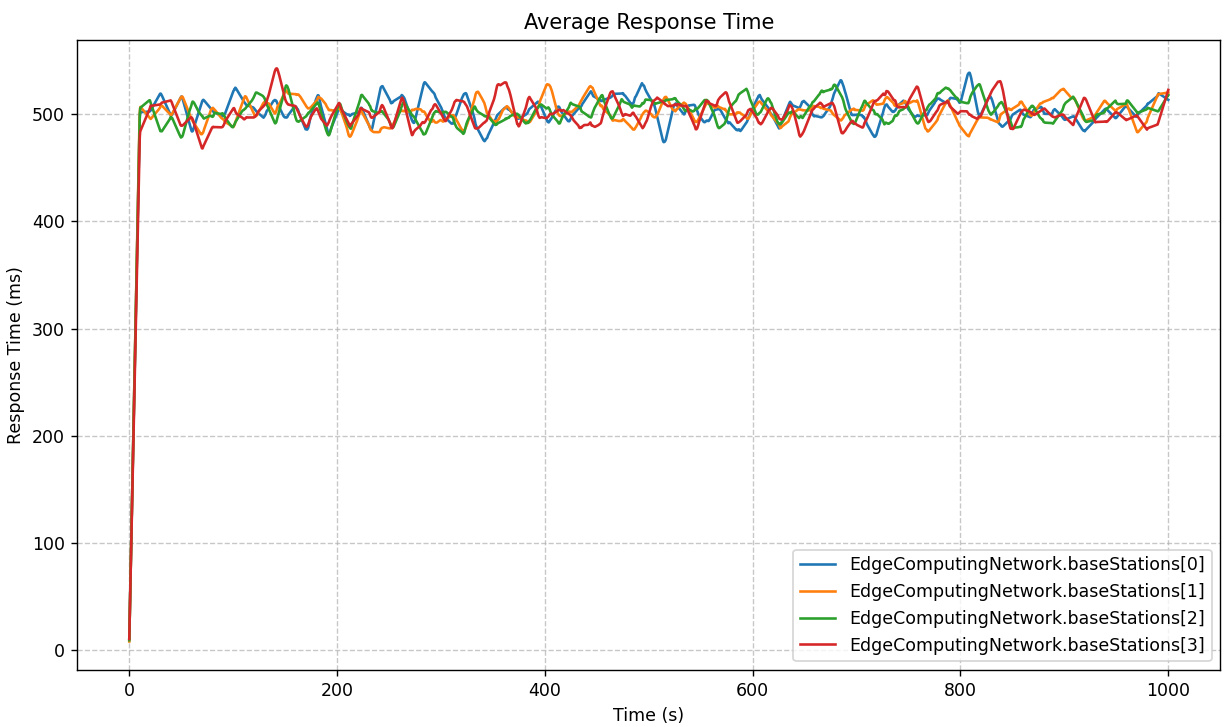 Average Response Time
Response Time (ms)
500
400
300
200
100
0
0 200 400 600 800 1000
Time (s)
EdgeComputingNetwork.baseStations[0]
EdgeComputingNetwork.baseStations[1]
EdgeComputingNetwork.baseStations[2]
EdgeComputingNetwork.baseStations[3]